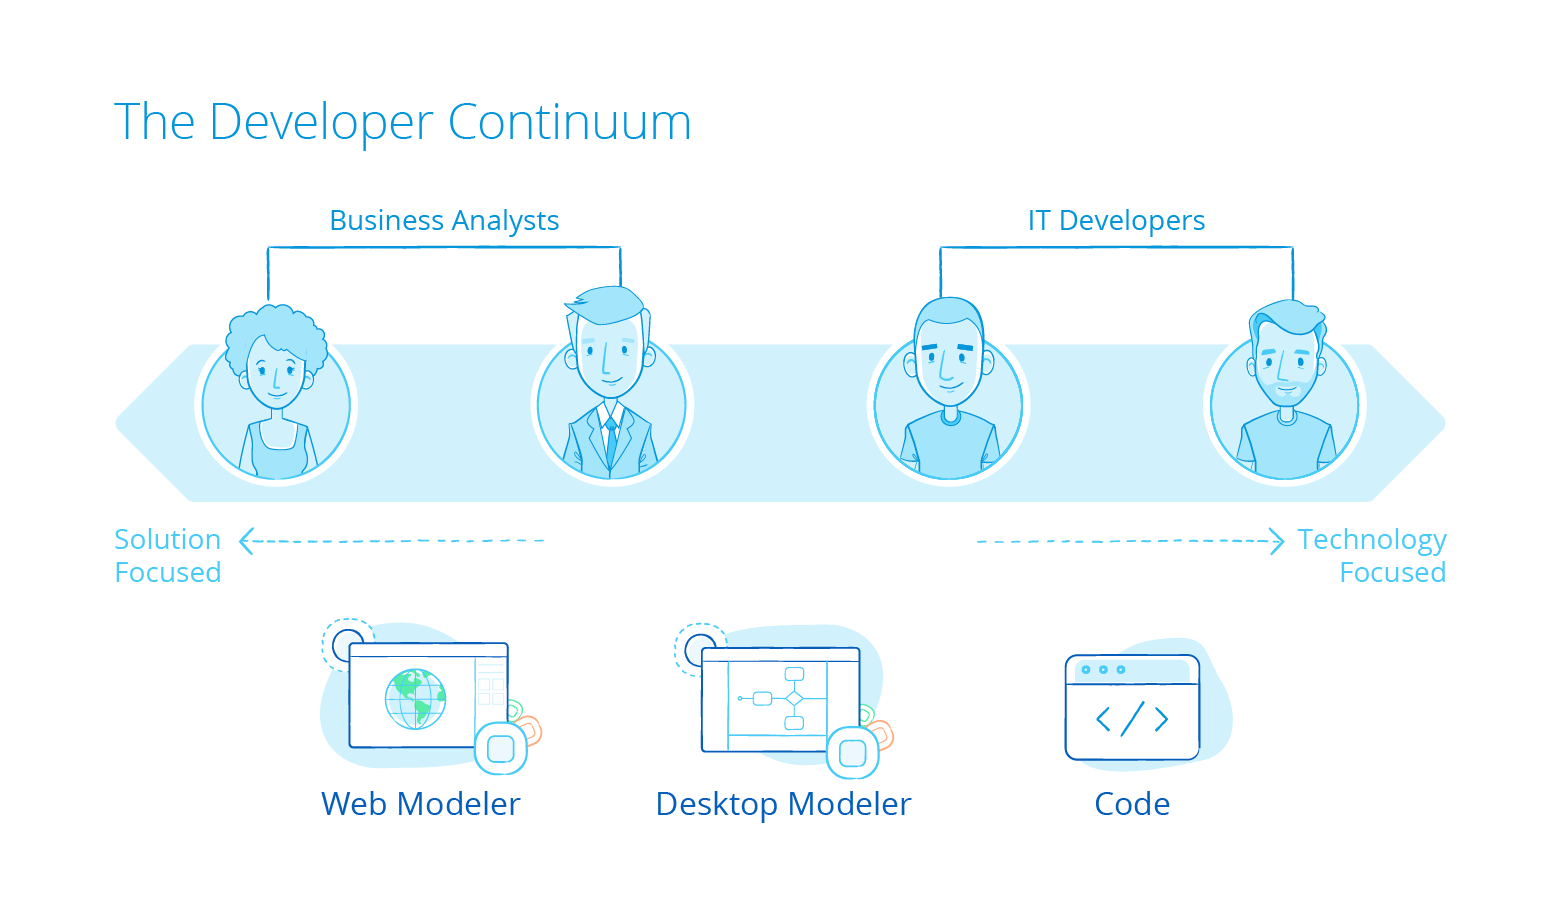 The Developer Continuum
Business Analysts
IT Developers
Solution
Focused
Technology
Focused
Web Modeler
Desktop Modeler
Code